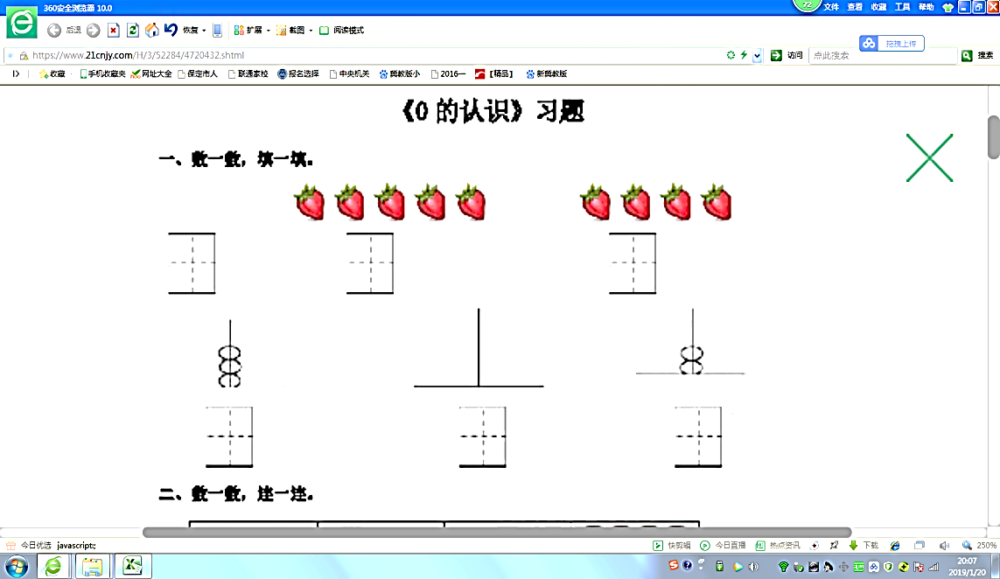 360安全浏览器 10.0
72
文件 查看 收藏 工具 帮助
后退 恢复 扩展 截图 阅读模式
拖拽上传
https://www.21cnjy.com/H/3/52284/4720432.shtml
访问 点此搜索 搜索
收藏 手机收藏夹 网址大全 保定市人 联通家校 报名选择 中央机关 冀教版小 2016一 【精品】 新冀教版
《0 的认识》习题
一、数一数，填一填。
二、数一数，连一连。
今日优选 javascript:;
快剪辑 今日直播 热点资讯 下载 250%
20:07
2019/1/20